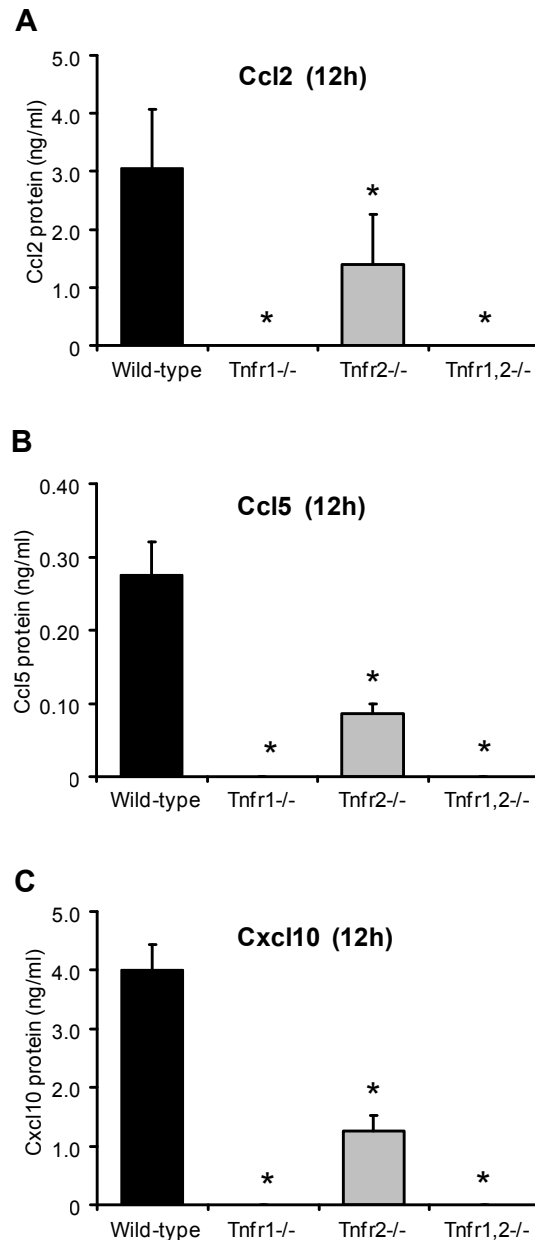 A
Ccl2 (12h)
Ccl2 protein (ng/ml)
5.0
4.0
3.0
2.0
1.0
0
*
*
*
Wild-type Tnfr1-/- Tnfr2-/- Tnfr1,2-/-
B
Ccl5 (12h)
Ccl5 protein (ng/ml)
0.40
0.30
0.20
0.10
0
*
*
*
Wild-type Tnfr1-/- Tnfr2-/- Tnfr1,2-/-
C
Cxcl10 (12h)
Cxcl10 protein (ng/ml)
5.0
4.0
3.0
2.0
1.0
0
*
*
*
Wild-type Tnfr1-/- Tnfr2-/- Tnfr1,2-/-